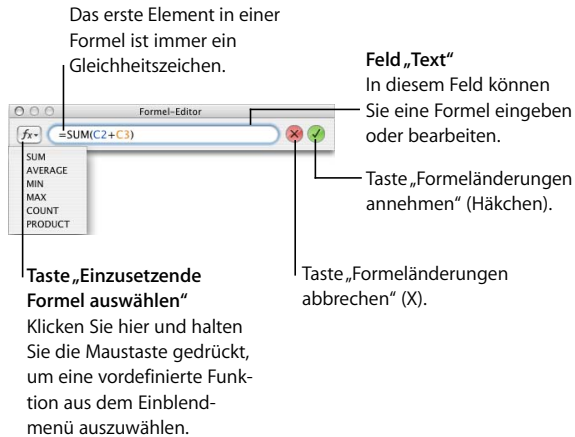 Das erste Element in einer
Formel ist immer ein
Gleichheitszeichen.
Feld „Text“
In diesem Feld können
Sie eine Formel eingeben
oder bearbeiten.
Formel-Editor
fx
=SUM(C2+C3)
SUM
AVERAGE
MIN
MAX
COUNT
PRODUCT
Taste „Formeländerungen
annehmen“ (Häkchen).
Taste „Formeländerungen
abbrechen“ (X).
Taste „Einzusetzende
Formel auswählen“
Klicken Sie hier und halten
Sie die Maustaste gedrückt,
um eine vordefinierte Funk-
tion aus dem Einblend-
menü auszuwählen.